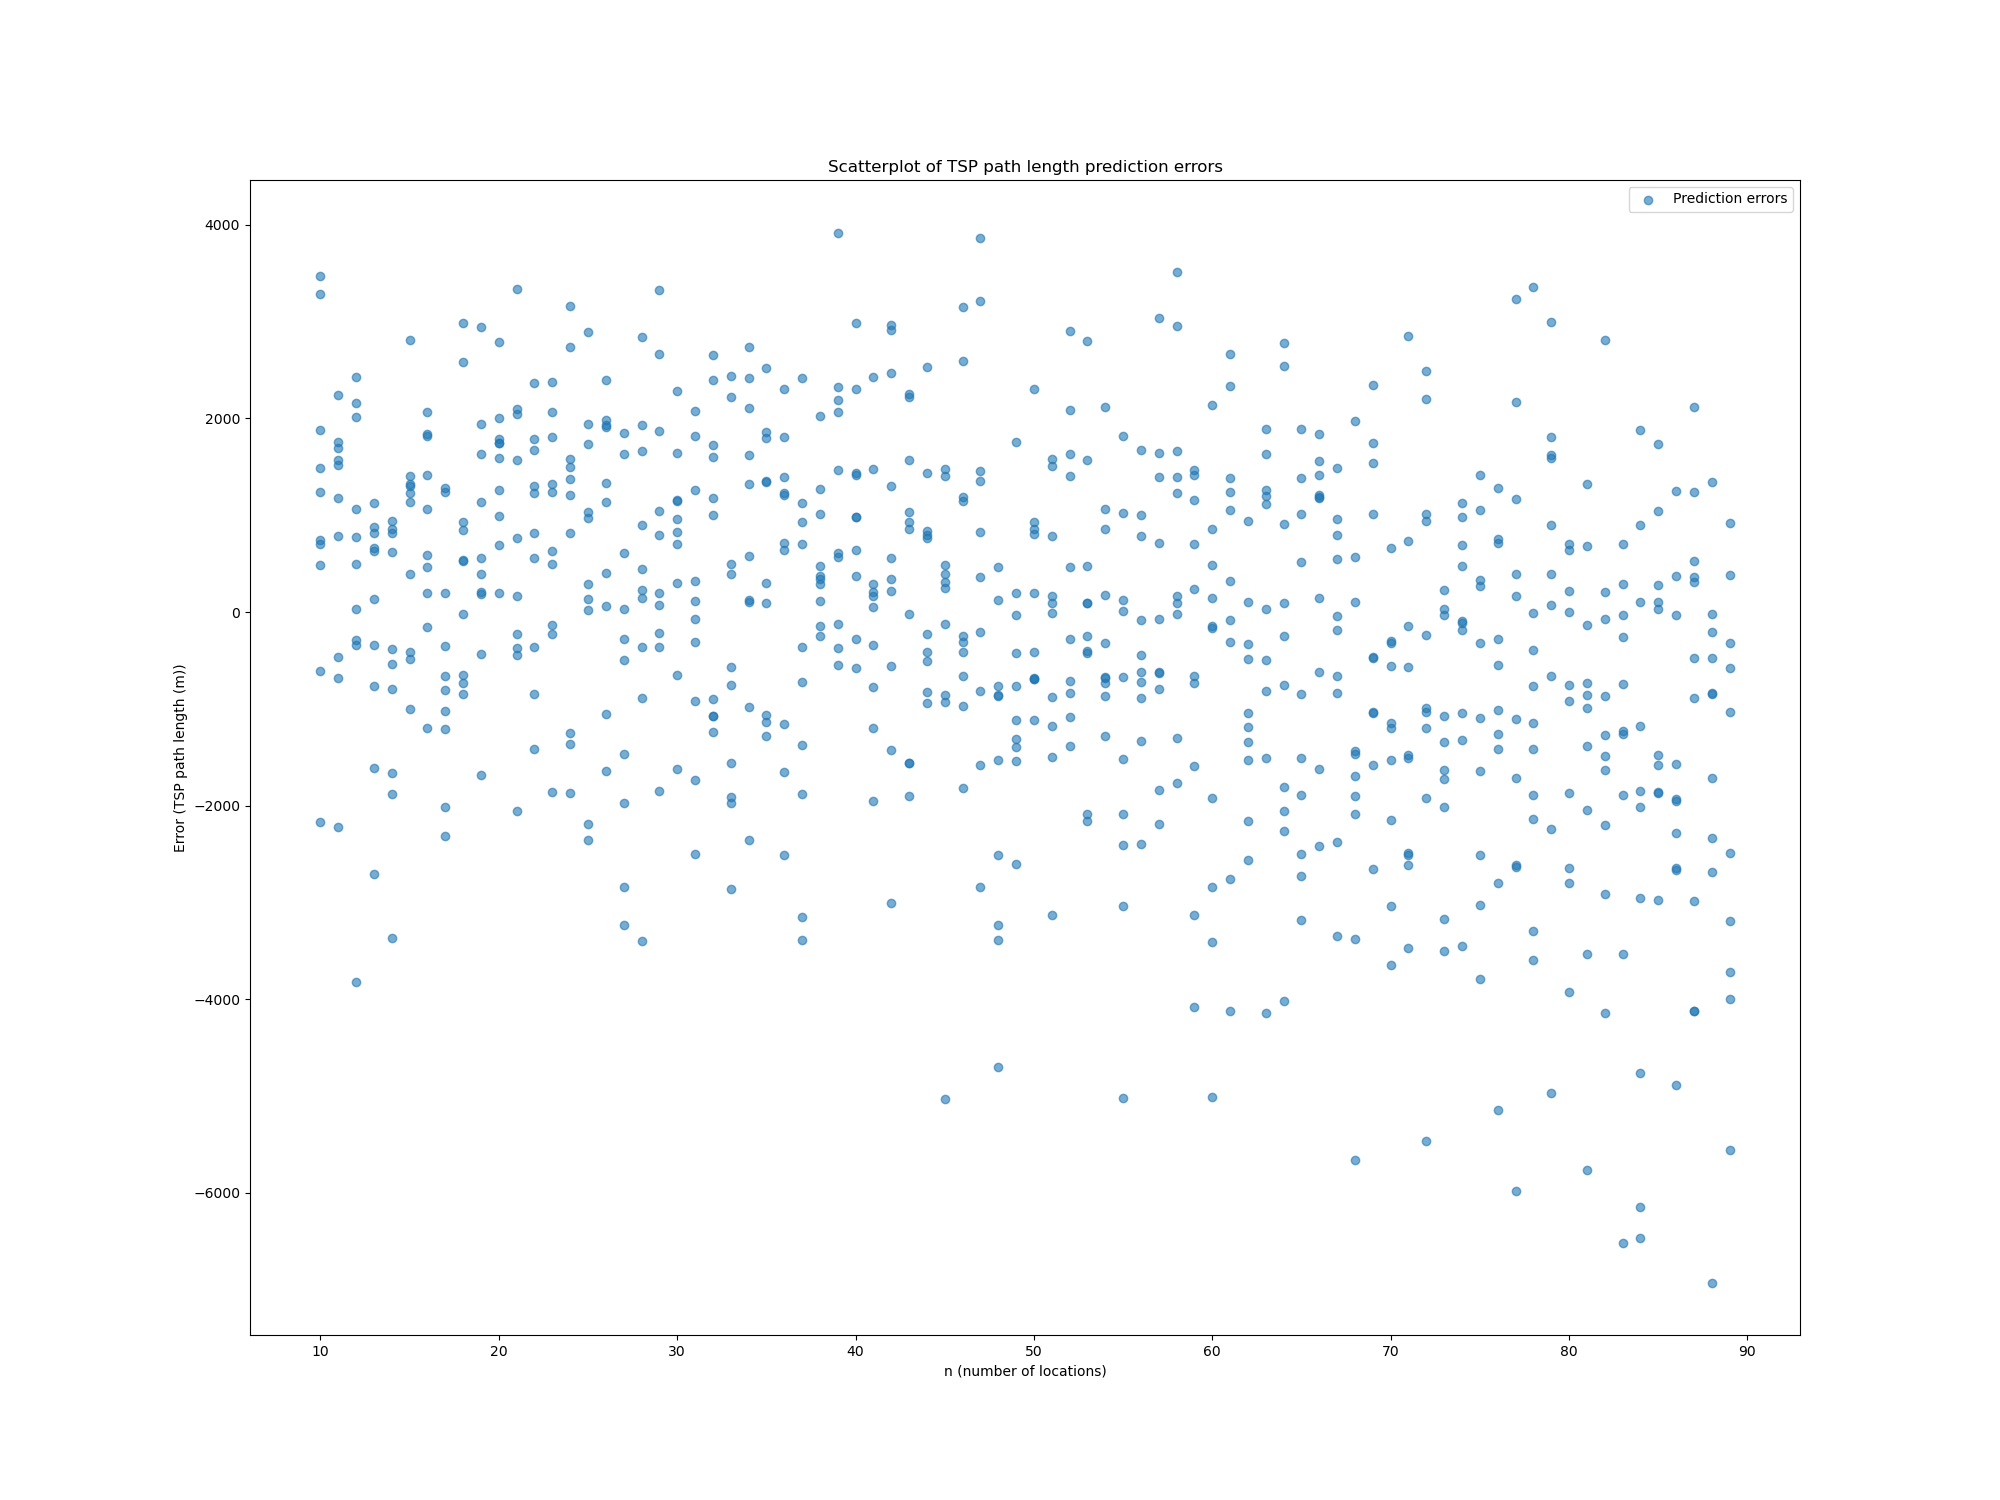 Scatterplot of TSP path length prediction errors
Prediction errors
4000
2000
0
−2000
−4000
−6000
Error (TSP path length (m))
10 20 30 40 50 60 70 80 90
n (number of locations)